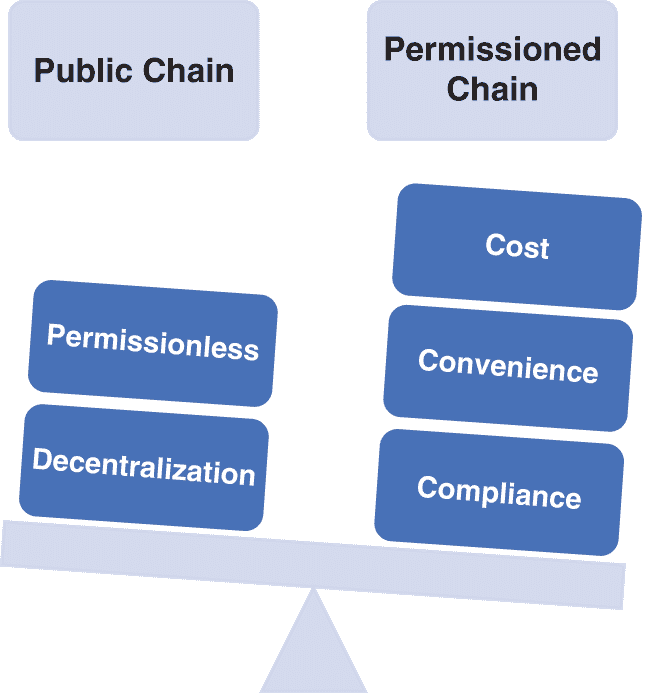 Public Chain
Permissioned
Chain
Cost
Permissionless
Convenience
Decentralization
Compliance